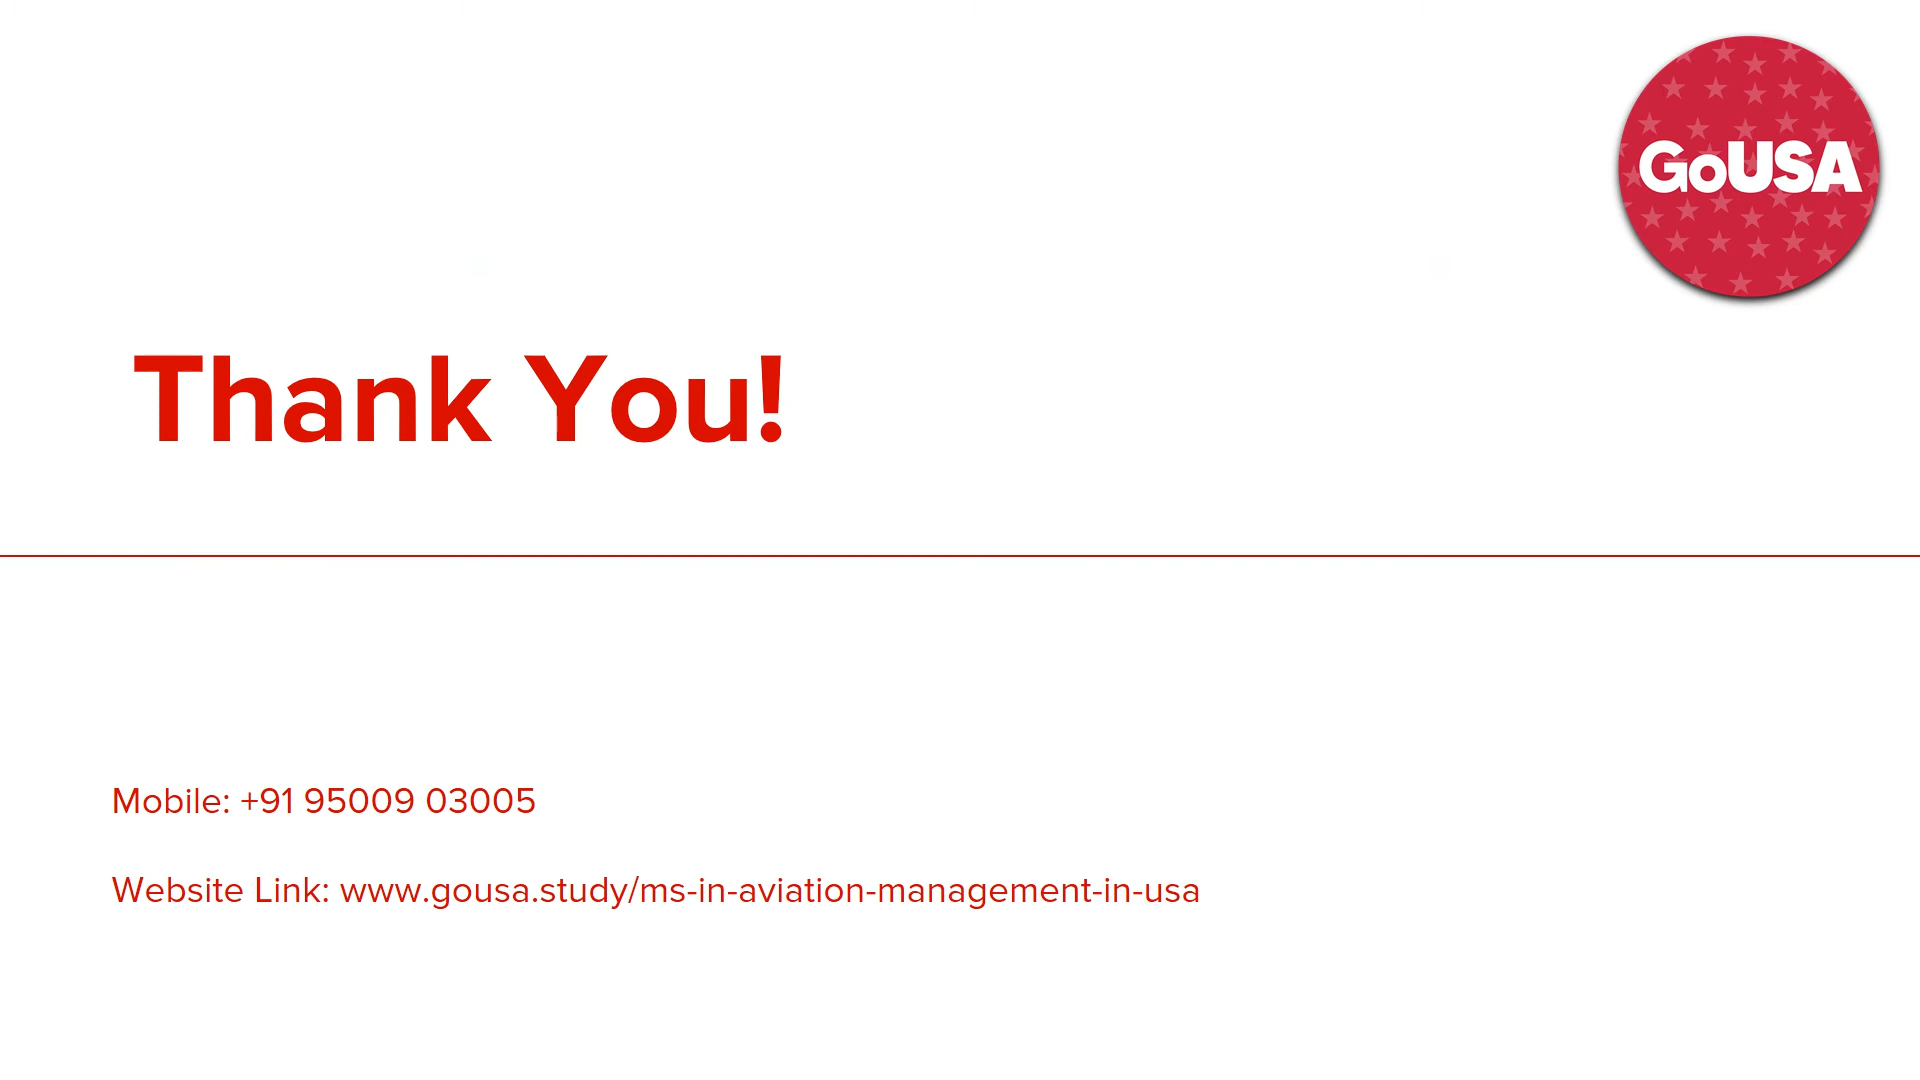 GoUSA
Thank You!
Mobile: +91 95009 03005
Website Link: www.gousa.study/ms-in-aviation-management-in-usa